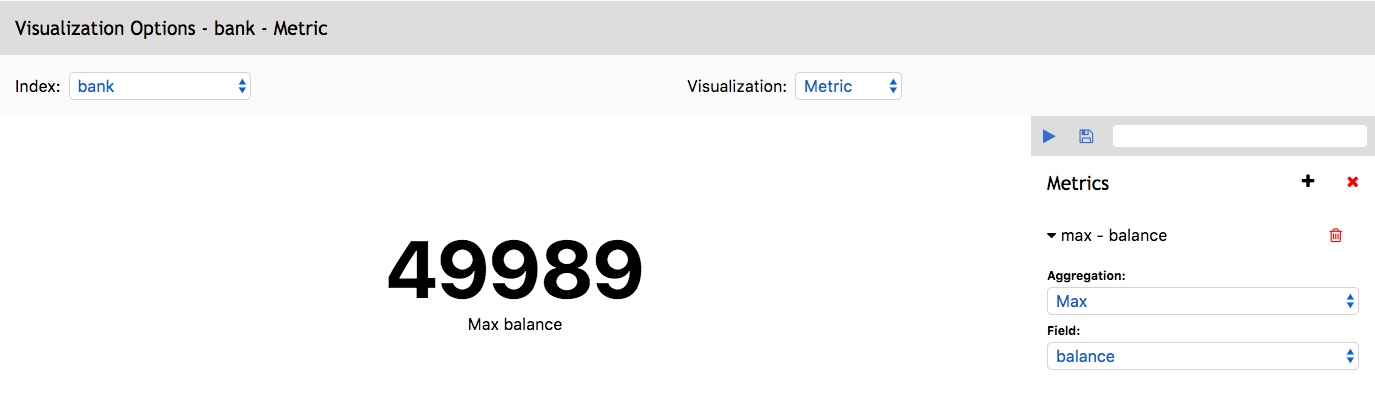 Visualization Options - bank - Metric
Index: bank Visualization: Metric
Metrics
max - balance
Aggregation:
Max
Field:
balance
49989
Max balance